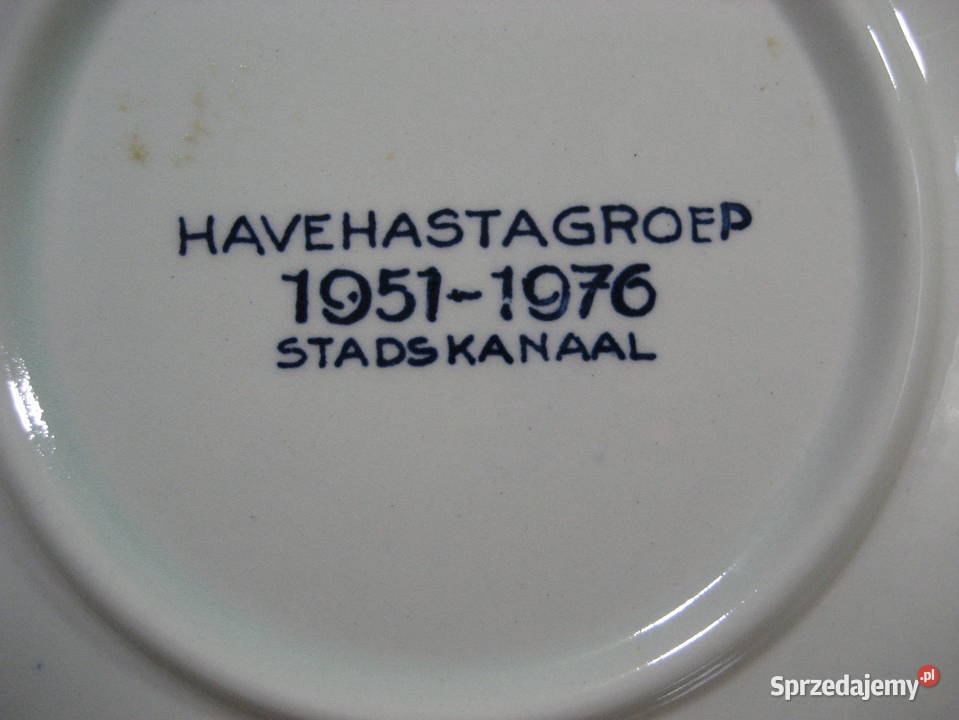 HAVEHASTAGROEP
1951-1976
STADSKANAAL
Sprzedajemy.pl